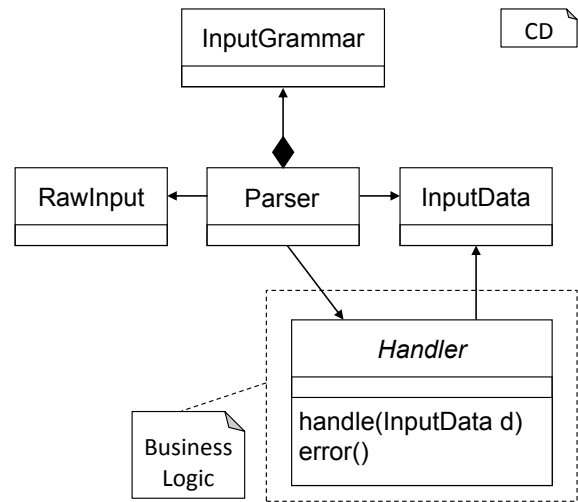 InputGrammar
CD
RawInput
Parser
InputData
Handler
handle(InputData d)
error()
Business
Logic